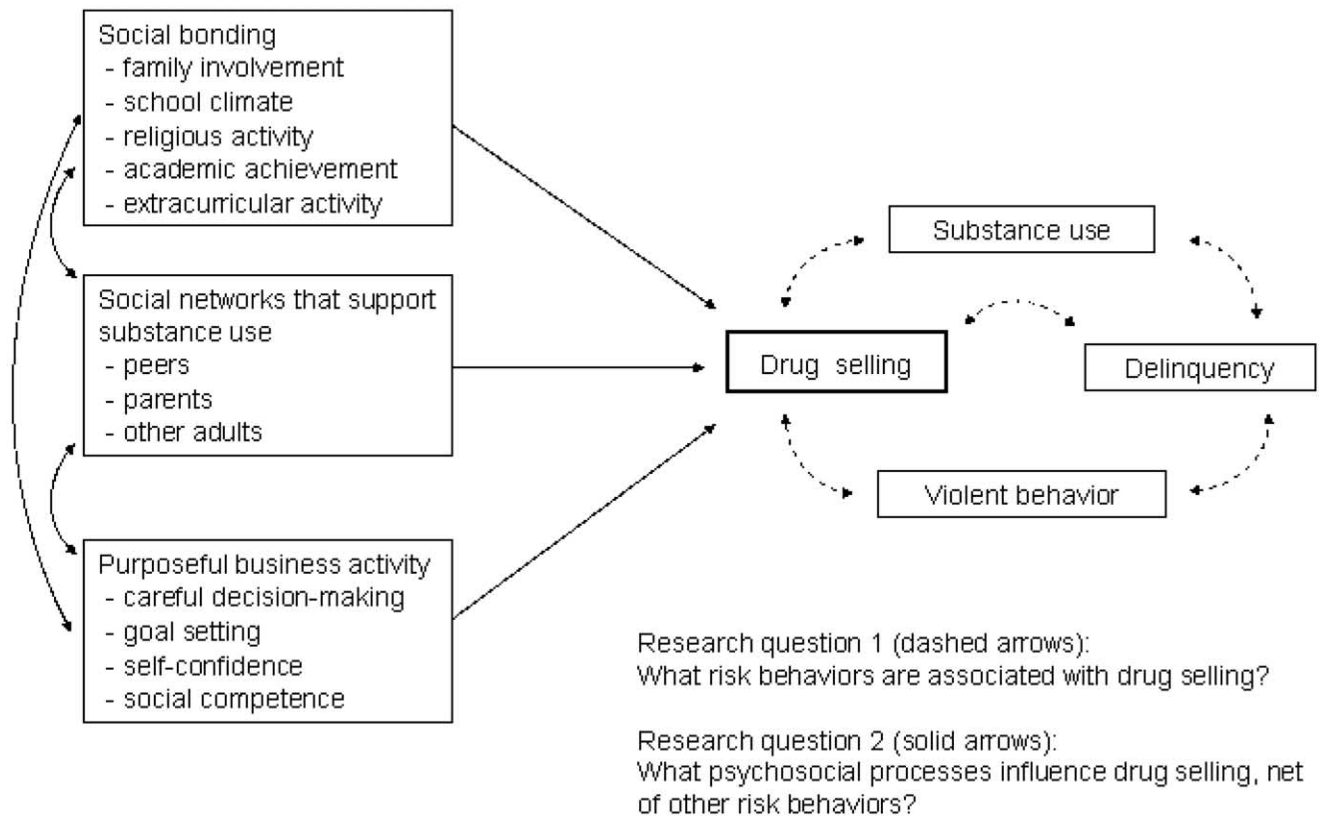 Social bonding
- family involvement
- school climate
- religious activity
- academic achievement
- extracurricular activity
Social networks that support
substance use
- peers
- parents
- other adults
Purposeful business activity
- careful decision-making
- goal setting
- self-confidence
- social competence
Substance use
Drug selling
Delinquency
Violent behavior
Research question 1 (dashed arrows):
What risk behaviors are associated with drug selling?
Research question 2 (solid arrows):
What psychosocial processes influence drug selling, net
of other risk behaviors?